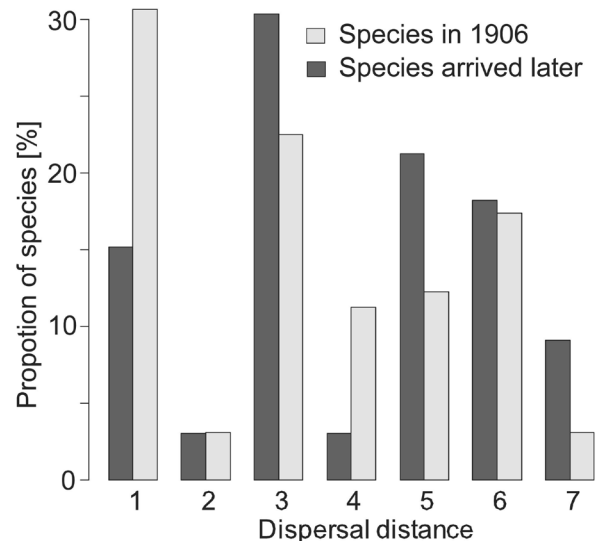 30
20
10
0
Propotion of species [%]
Species in 1906
Species arrived later
1 2 3 4 5 6 7
Dispersal distance